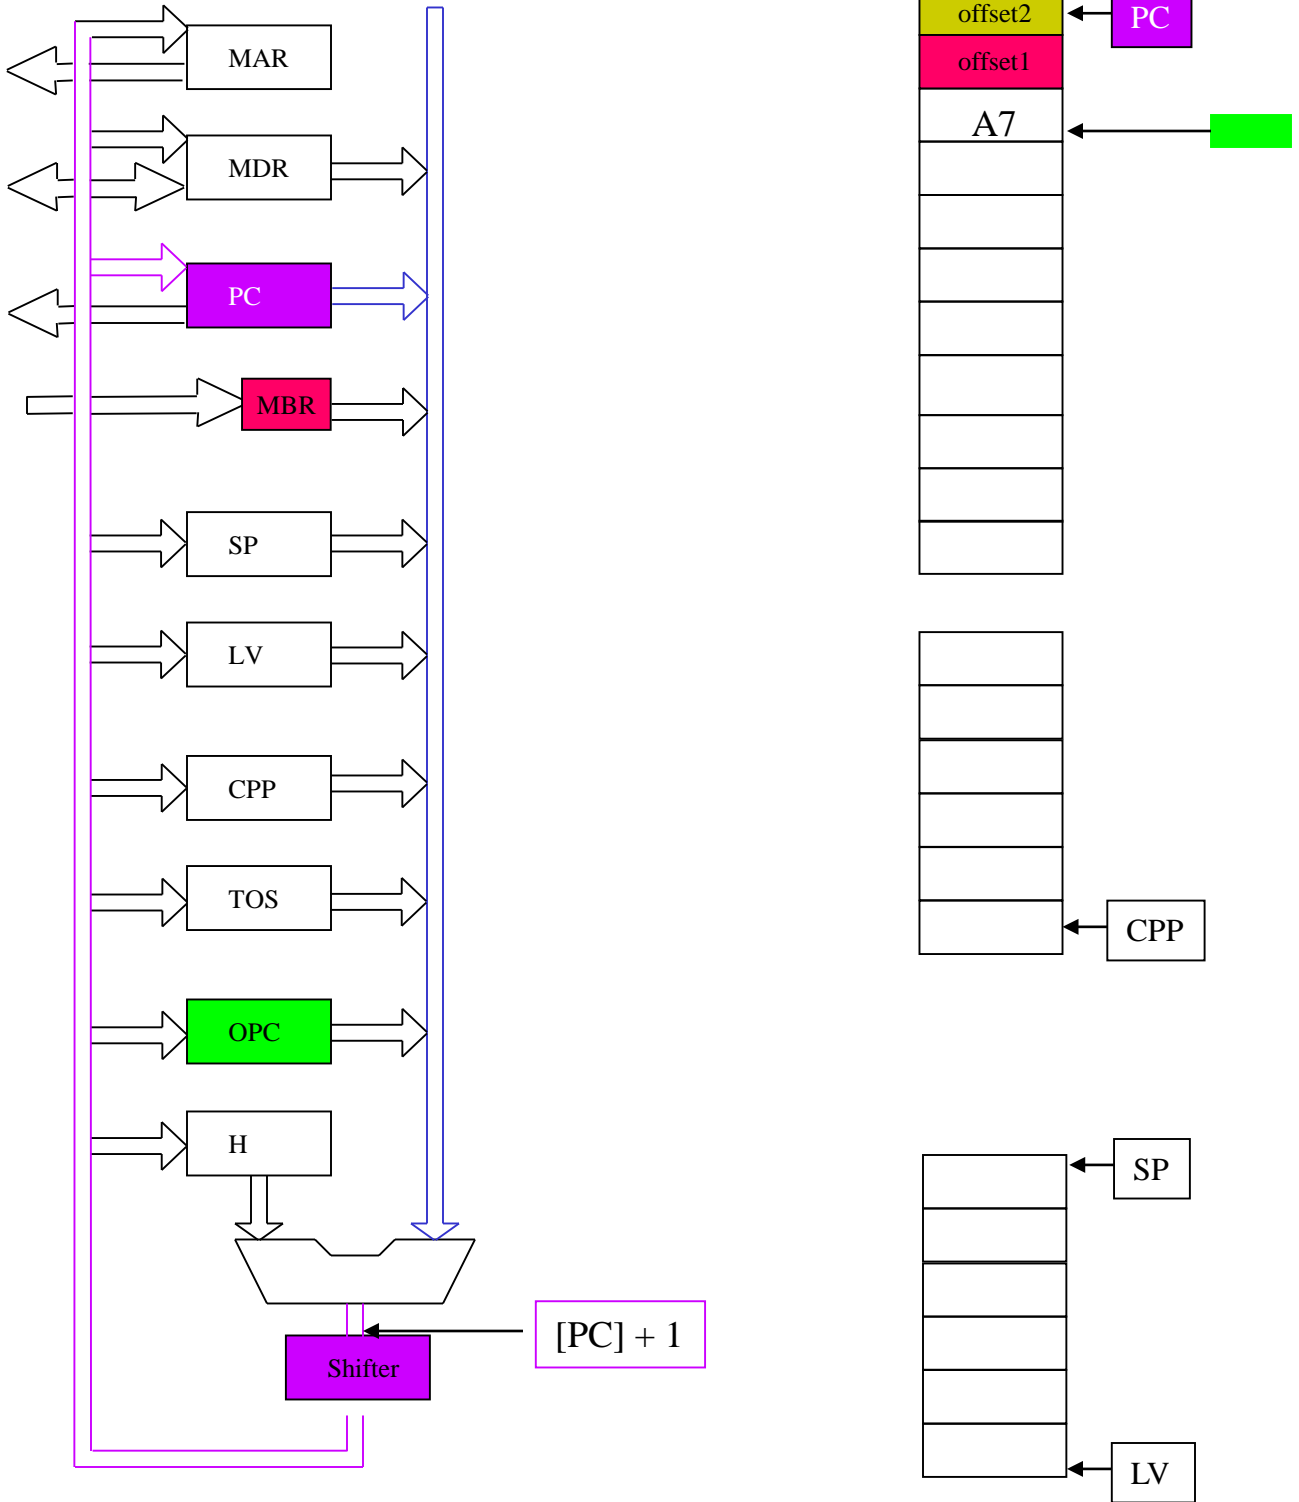 MAR
MDR
PC
MBR
SP
LV
CPP
TOS
OPC
H
[PC] + 1
Shifter
offset2
PC
offset1
A7
CPP
SP
LV